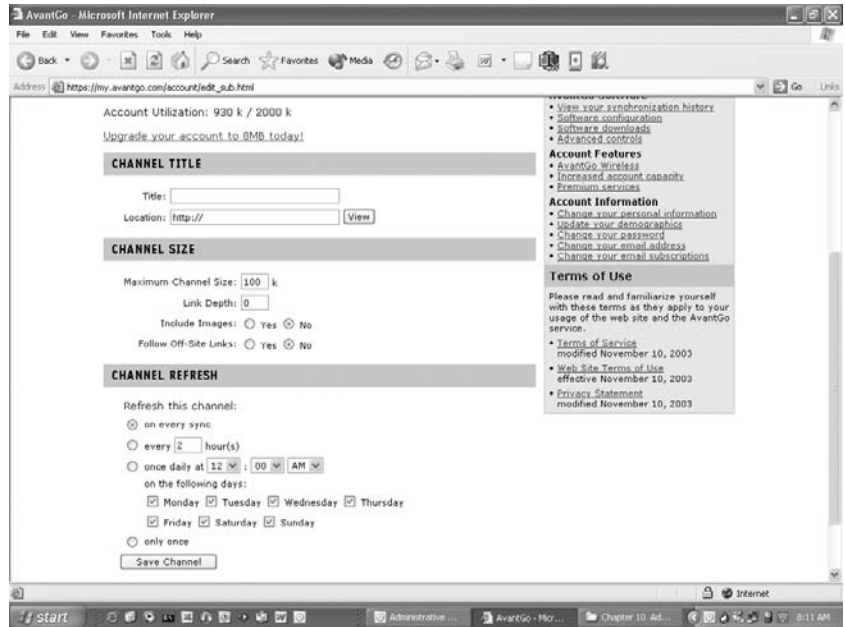 AvantGo - Microsoft Internet Explorer
File Edit View Favorites Tools Help
Back Search Favorites Media
Address https://my.avantgo.com/account/edit_sub.html Go Links
Account Utilization: 930 k / 2000 k
Upgrade your account to 8MB today!
CHANNEL TITLE
Title:
Location: http:// View
CHANNEL SIZE
Maximum Channel Size: 100 k
Link Depth: 0
Include Images: Yes No
Follow Off-Site Links: Yes No
CHANNEL REFRESH
Refresh this channel:
on every sync
every 2 hour(s)
once daily at 12 : 00 AM
on the following days:
Monday Tuesday Wednesday Thursday
Friday Saturday Sunday
only once
Save Channel
AvantGo Software
• View your synchronization history
• Software configuration
• Software downloads
• Advanced controls
Account Features
• AvantGo Wireless
• Increased account capacity
• Premium services
Account Information
• Change your personal information
• Update your demographics
• Change your password
• Change your email address
• Change your email subscriptions
Terms of Use
Please read and familiarize yourself
with these terms as they apply to your
usage of the web site and the AvantGo
service.
• Terms of Service
modified November 10, 2003
• Web Site Terms of Use
effective November 10, 2003
• Privacy Statement
modified November 10, 2003
Internet
start Administrative ... AvantGo - Micr... Chapter 10 Ad... 8:11 AM